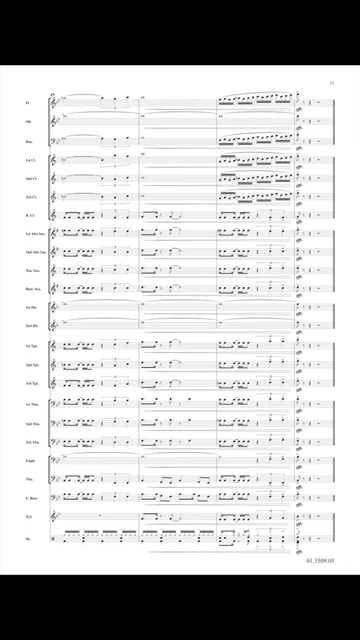 11
Fl.
Ob.
Bsn.
1st Cl.
2nd Cl.
3rd Cl.
B. Cl.
1st Alto Sax.
2nd Alto Sax.
Ten. Sax.
Bari. Sax.
1st Hn.
2nd Hn.
1st Tpt.
2nd Tpt.
3rd Tpt.
1st Tbn.
2nd Tbn.
3rd Tbn.
Euph.
Tba.
E. Bass
Xyl.
01.3509.05